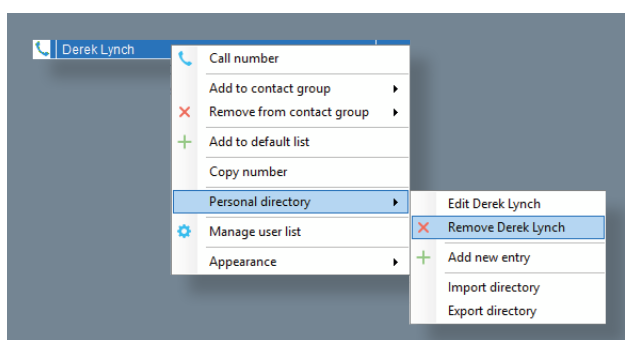 Derek Lynch
Call number
Add to contact group
Remove from contact group
Add to default list
Copy number
Personal directory
Manage user list
Appearance
Edit Derek Lynch
Remove Derek Lynch
Add new entry
Import directory
Export directory